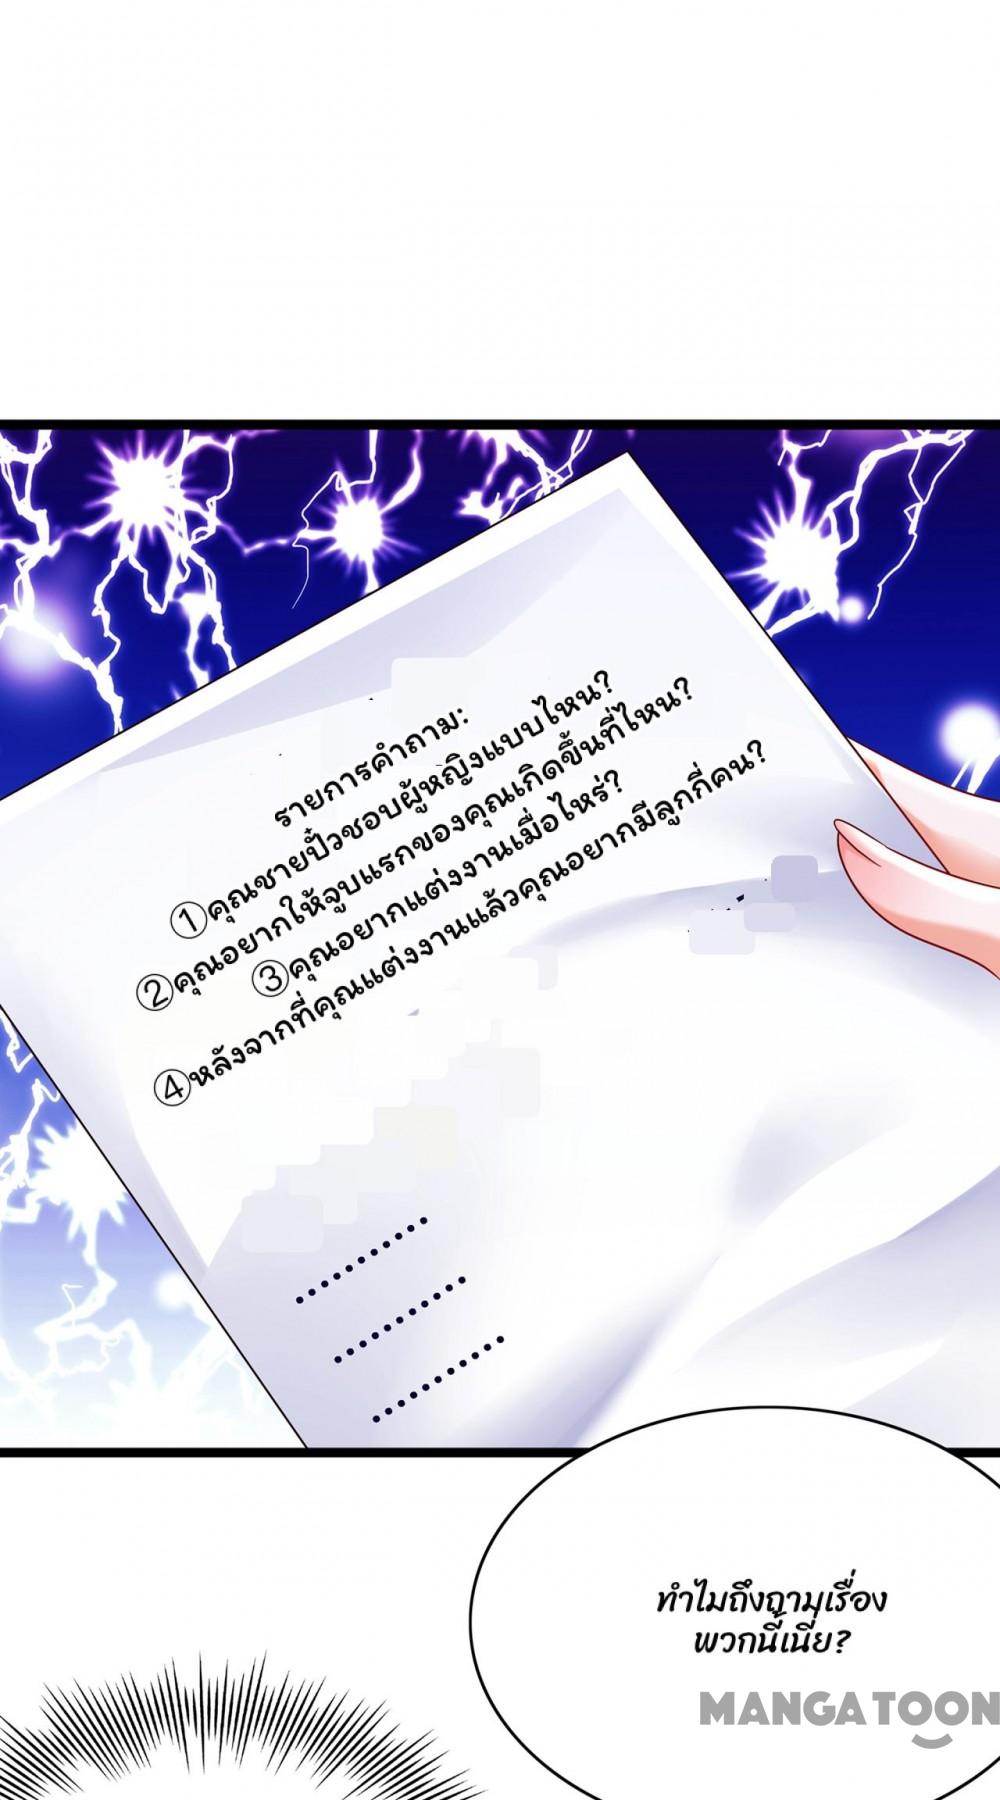 รายการคำถาม:
①คุณชายปั๋วชอบผู้หญิงแบบไหน?
②คุณอยากให้จูบแรกของคุณเกิดขึ้นที่ไหน?
③คุณอยากแต่งงานเมื่อไหร่?
④หลังจากที่คุณแต่งงานแล้วคุณอยากมีลูกกี่คน?
ทำไมถึงถามเรื่อง
พวกนี้เนี่ย?
MANGATOON